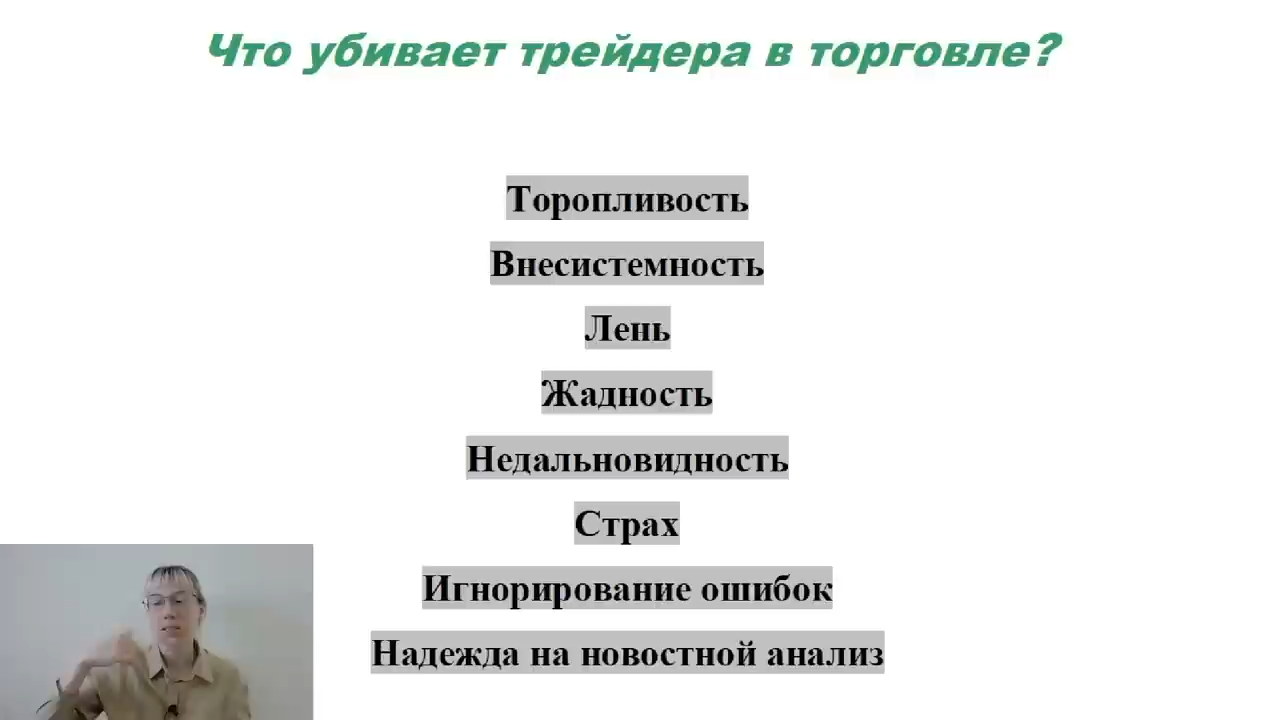 Что убивает трейдера в торговле?
Торопливость
Внесистемность
Лень
Жадность
Недальновидность
Страх
Игнорирование ошибок
Надежда на новостной анализ